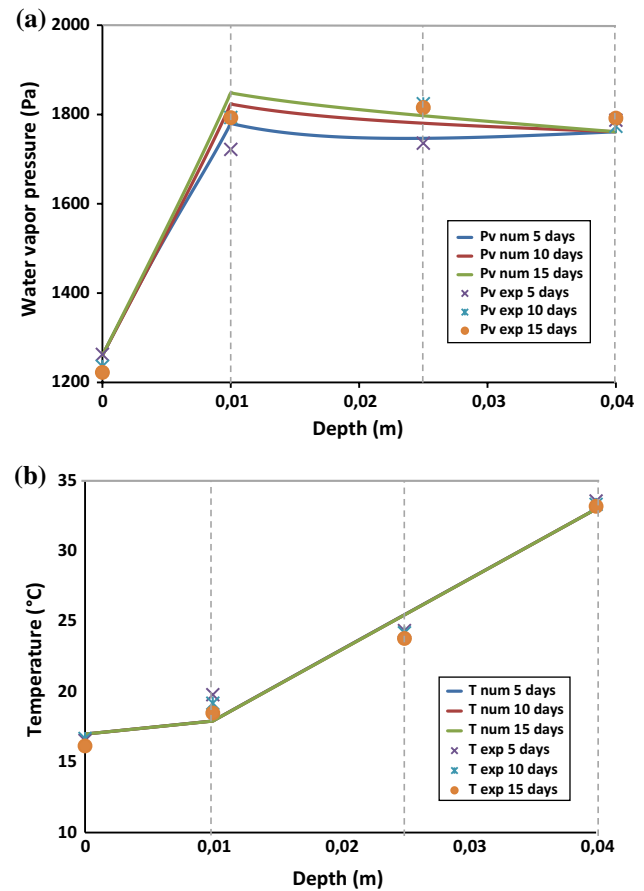 (a)
Water vapor pressure (Pa)
2000
1800
1600
1400
1200
0
0,01
0,02
0,03
0,04
Depth (m)
Pv num 5 days
Pv num 10 days
Pv num 15 days
Pv exp 5 days
Pv exp 10 days
Pv exp 15 days
(b)
Temperature (°C)
35
30
25
20
15
10
0
0,01
0,02
0,03
0,04
Depth (m)
T num 5 days
T num 10 days
T num 15 days
T exp 5 days
T exp 10 days
T exp 15 days